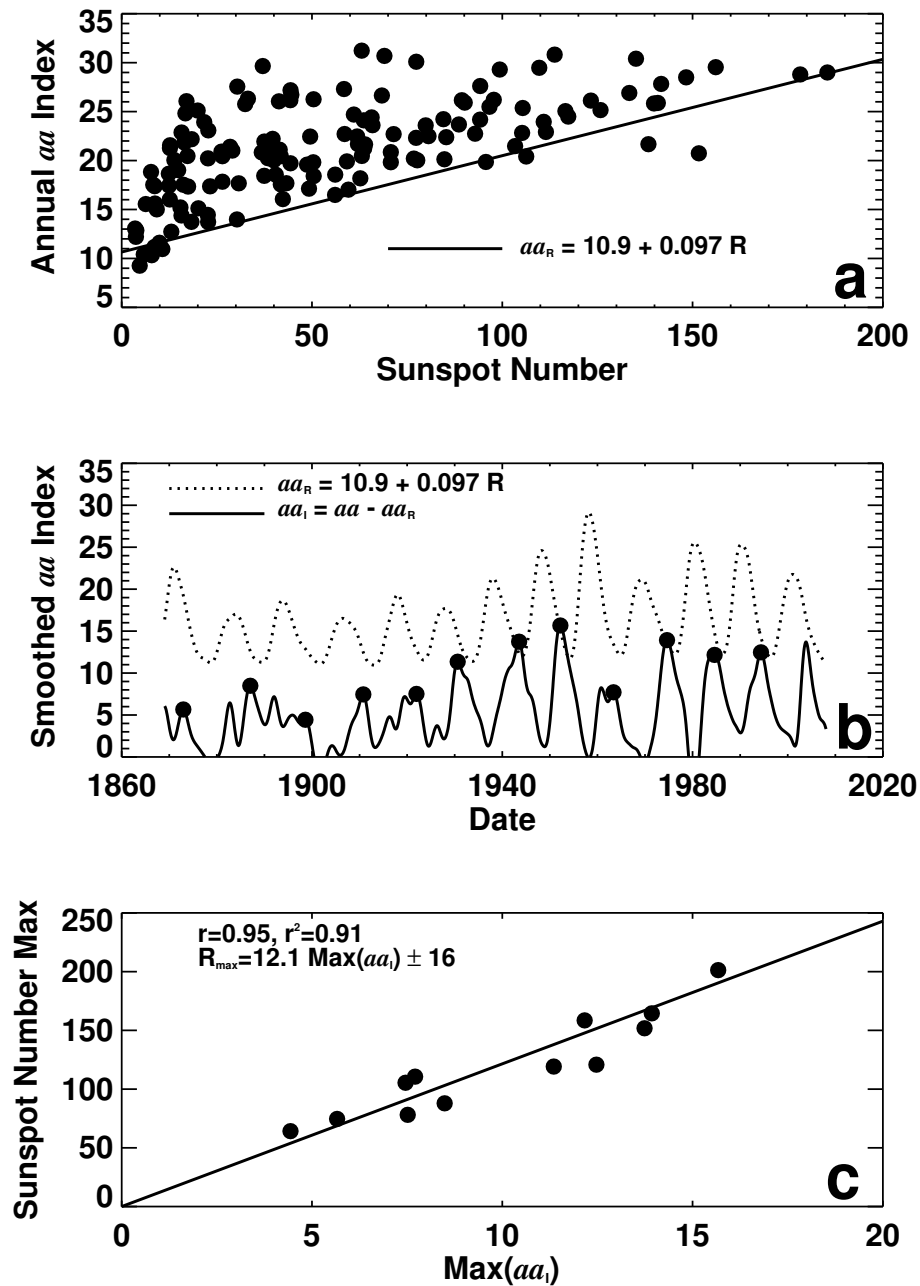 35
30
25
20
15
10
5
Annual aa Index
aaR = 10.9 + 0.097 R
a
0 50 100 150 200
Sunspot Number
35
30
25
20
15
10
5
0
Smoothed aa Index
aaR = 10.9 + 0.097 R
aaI = aa - aaR
b
1860 1900 1940 1980 2020
Date
250
200
150
100
50
0
Sunspot Number Max
r=0.95, r²=0.91
Rmax=12.1 Max(aaI) ± 16
c
0 5 10 15 20
Max(aaI)